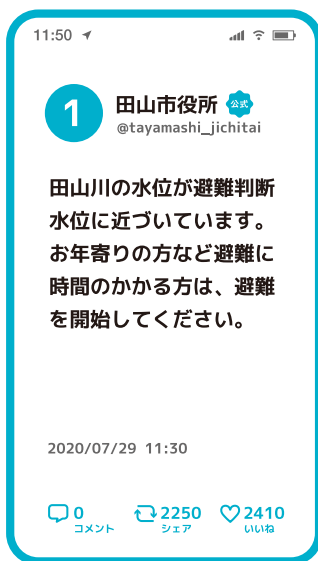 11:50
1
田山市役所 公式
@tayamashi_jichitai
田山川の水位が避難判断
水位に近づいています。
お年寄りの方など避難に
時間のかかる方は、避難
を開始してください。
2020/07/29 11:30
0 2250 2410
コメント シェア いいね